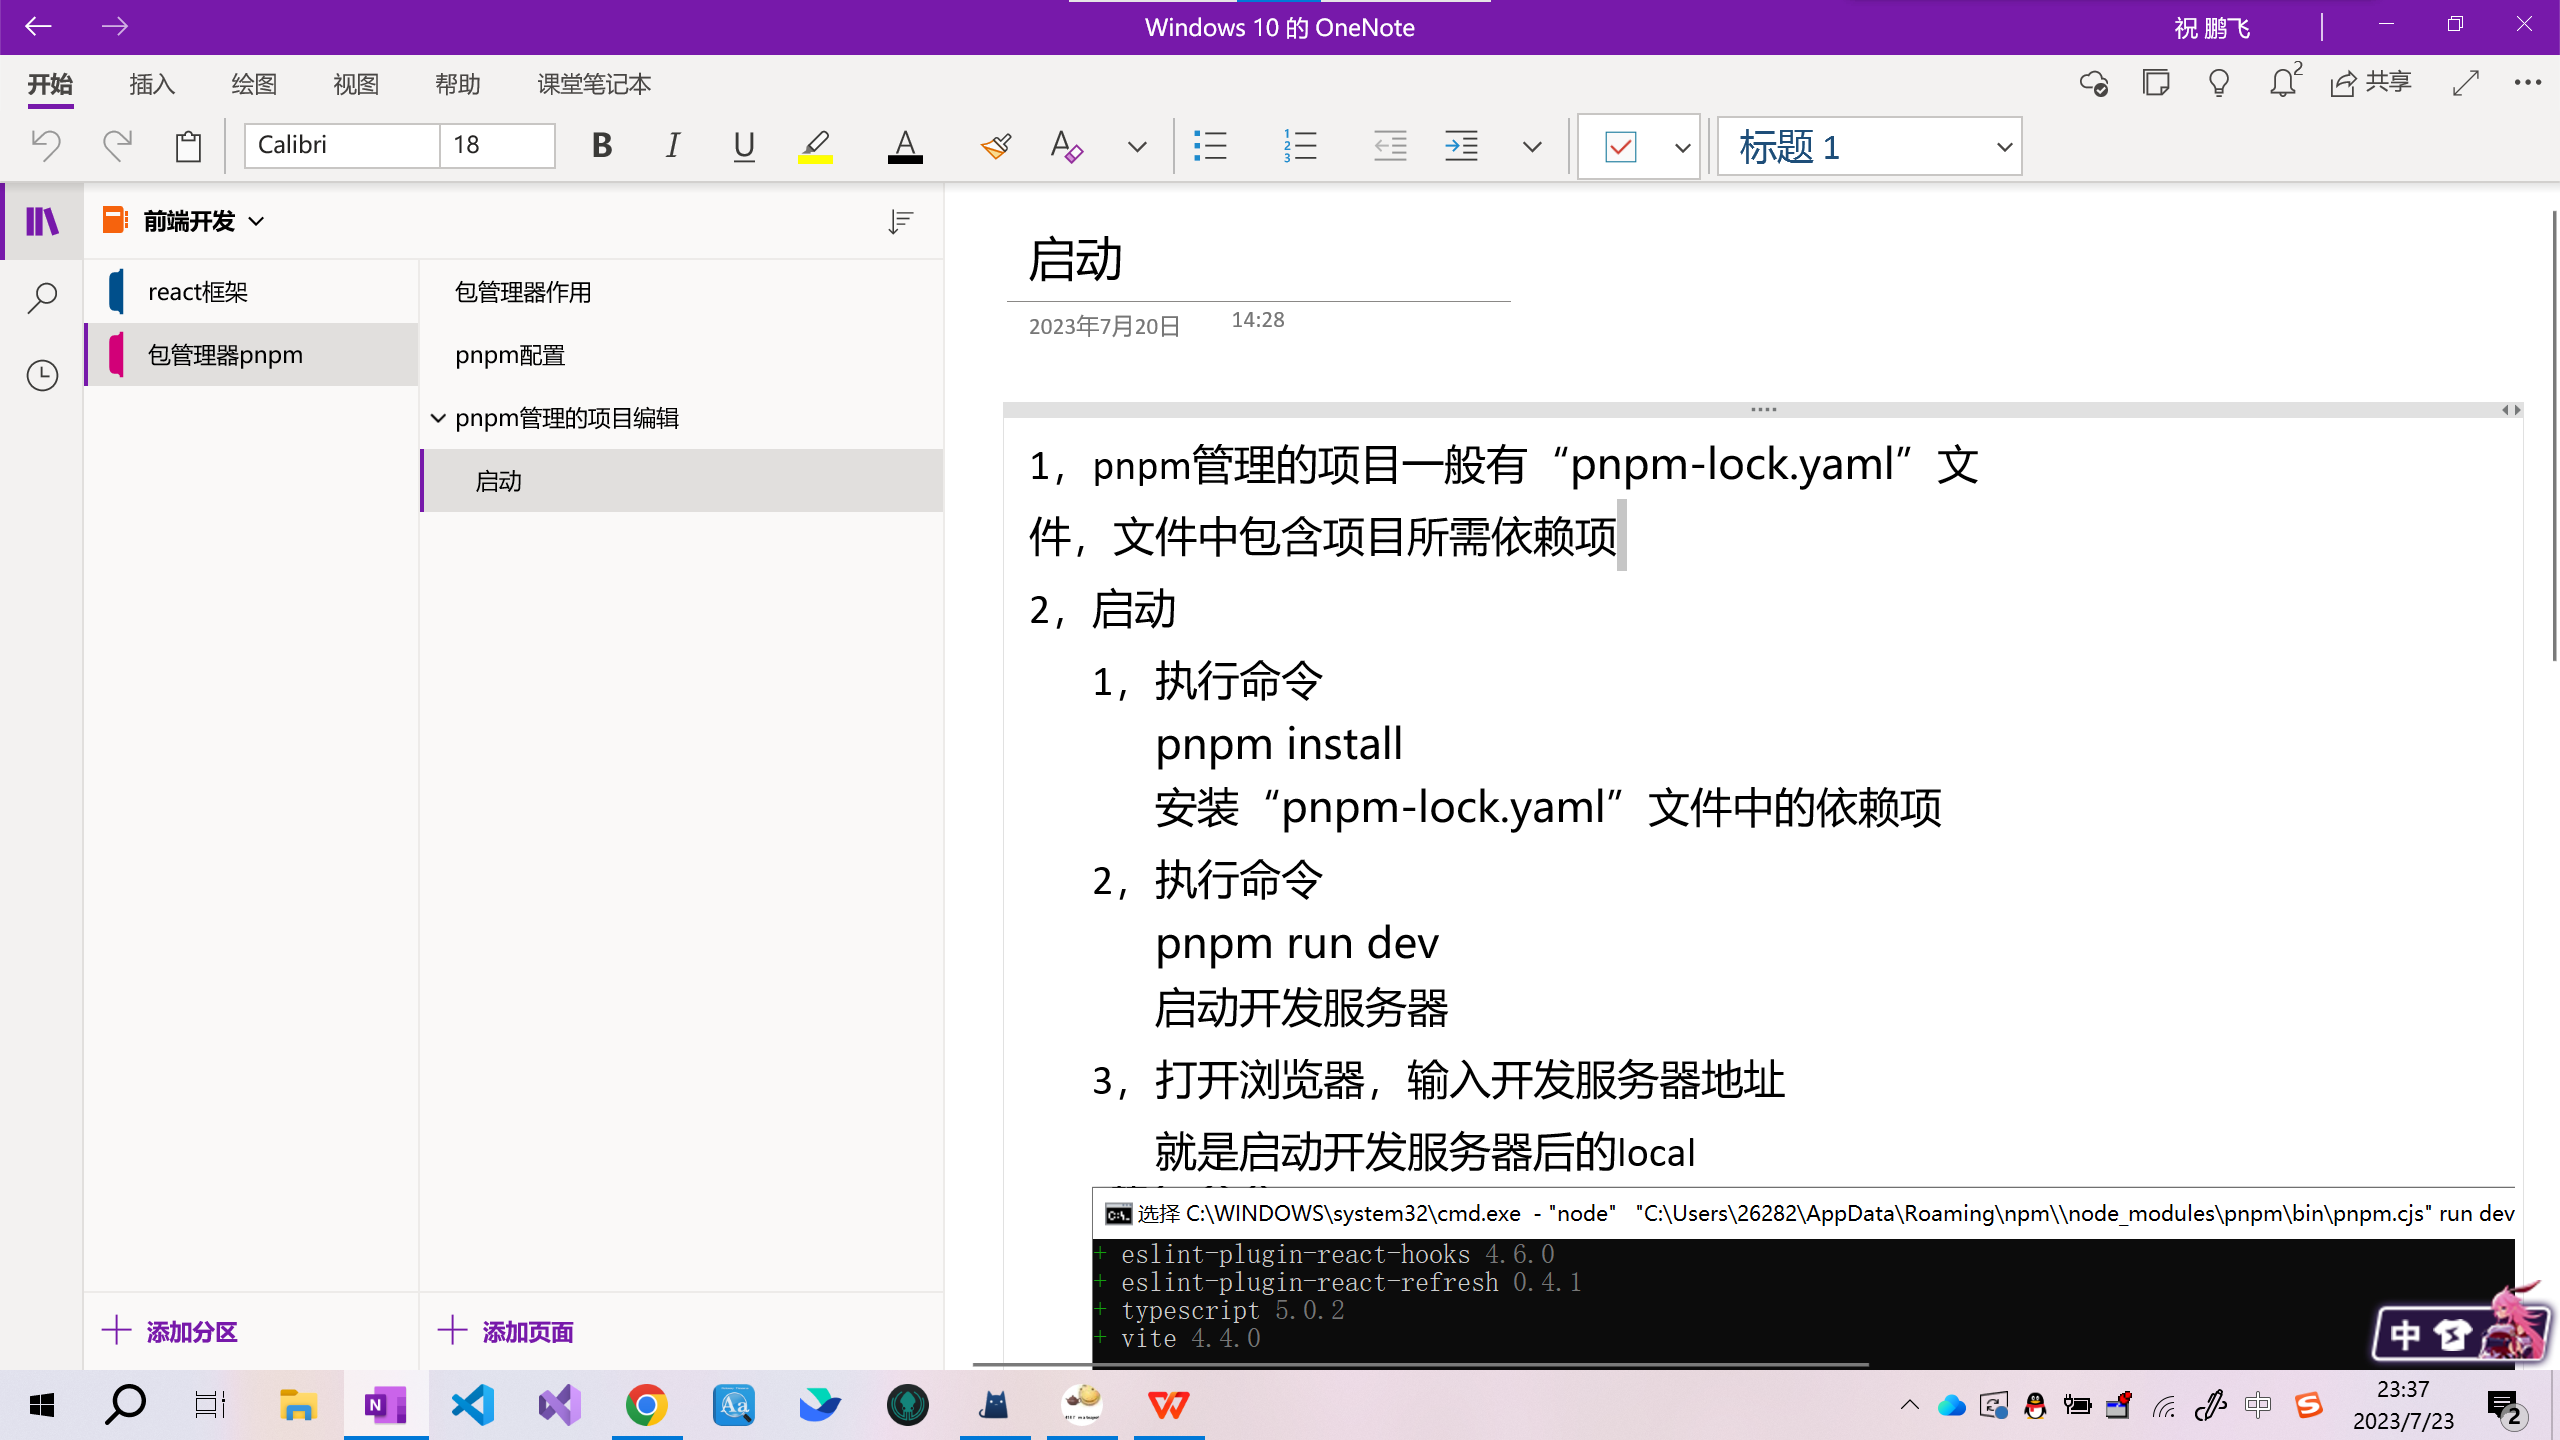 Windows 10 的 OneNote
祝 鹏飞
开始 插入 绘图 视图 帮助 课堂笔记本
2
共享
Calibri 18 B I U A A 标题 1
前端开发
react框架
包管理器pnpm
包管理器作用
pnpm配置
pnpm管理的项目编辑
启动
启动
2023年7月20日 14:28
1，pnpm管理的项目一般有“pnpm-lock.yaml”文
件，文件中包含项目所需依赖项
2，启动
1，执行命令
pnpm install
安装“pnpm-lock.yaml”文件中的依赖项
2，执行命令
pnpm run dev
启动开发服务器
3，打开浏览器，输入开发服务器地址
就是启动开发服务器后的local
选择 C:\WINDOWS\system32\cmd.exe - "node" "C:\Users\26282\AppData\Roaming\npm\\node_modules\pnpm\bin\pnpm.cjs" run dev
+ eslint-plugin-react-hooks 4.6.0
+ eslint-plugin-react-refresh 0.4.1
+ typescript 5.0.2
+ vite 4.4.0
添加分区
添加页面
中
中
23:37
2023/7/23
2